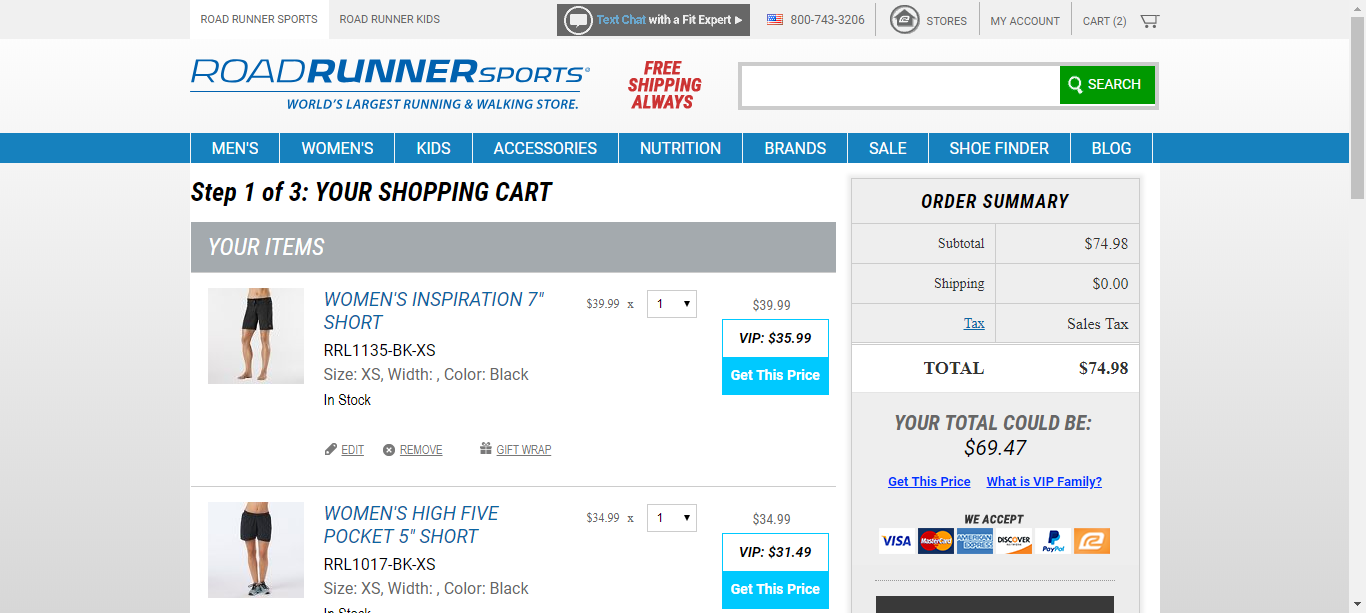 ROAD RUNNER SPORTS
ROAD RUNNER KIDS
Text Chat with a Fit Expert
800-743-3206
STORES
MY ACCOUNT
CART (2)
ROADRUNNER SPORTS
WORLD'S LARGEST RUNNING & WALKING STORE.
FREE
SHIPPING
ALWAYS
SEARCH
MEN'S
WOMEN'S
KIDS
ACCESSORIES
NUTRITION
BRANDS
SALE
SHOE FINDER
BLOG
Step 1 of 3: YOUR SHOPPING CART
YOUR ITEMS
WOMEN'S INSPIRATION 7"
SHORT
RRL1135-BK-XS
Size: XS, Width: , Color: Black
In Stock
$39.99 x 1
$39.99
VIP: $35.99
Get This Price
EDIT
REMOVE
GIFT WRAP
WOMEN'S HIGH FIVE
POCKET 5" SHORT
RRL1017-BK-XS
Size: XS, Width: , Color: Black
In Stock
$34.99 x 1
$34.99
VIP: $31.49
Get This Price
ORDER SUMMARY
Subtotal $74.98
Shipping $0.00
Tax Sales Tax
TOTAL $74.98
YOUR TOTAL COULD BE:
$69.47
Get This Price
What is VIP Family?
WE ACCEPT
VISA
MasterCard
AMERICAN EXPRESS
DISCOVER
PayPal